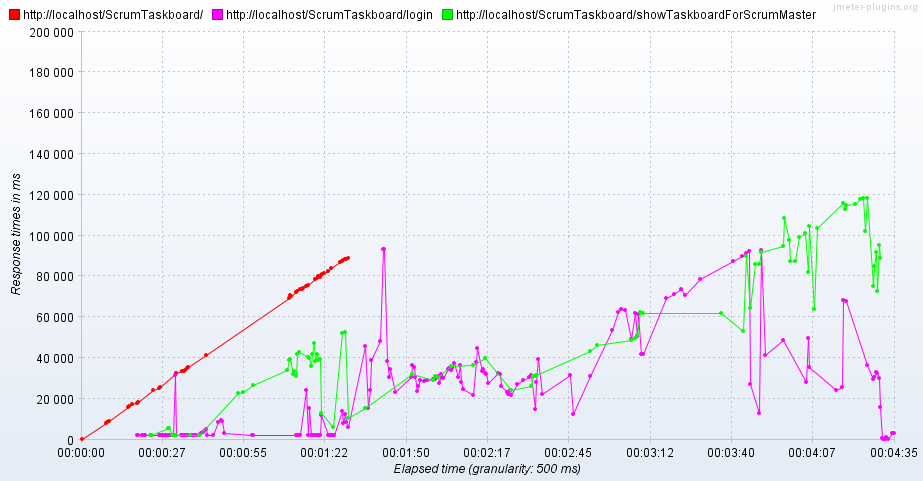 jmeter-plugins.org
http://localhost/ScrumTaskboard/ http://localhost/ScrumTaskboard/login http://localhost/ScrumTaskboard/showTaskboardForScrumMaster
200 000
180 000
160 000
140 000
120 000
100 000
80 000
60 000
40 000
20 000
0
Response times in ms
00:00:00 00:00:27 00:00:55 00:01:22 00:01:50 00:02:17 00:02:45 00:03:12 00:03:40 00:04:07 00:04:35
Elapsed time (granularity: 500 ms)